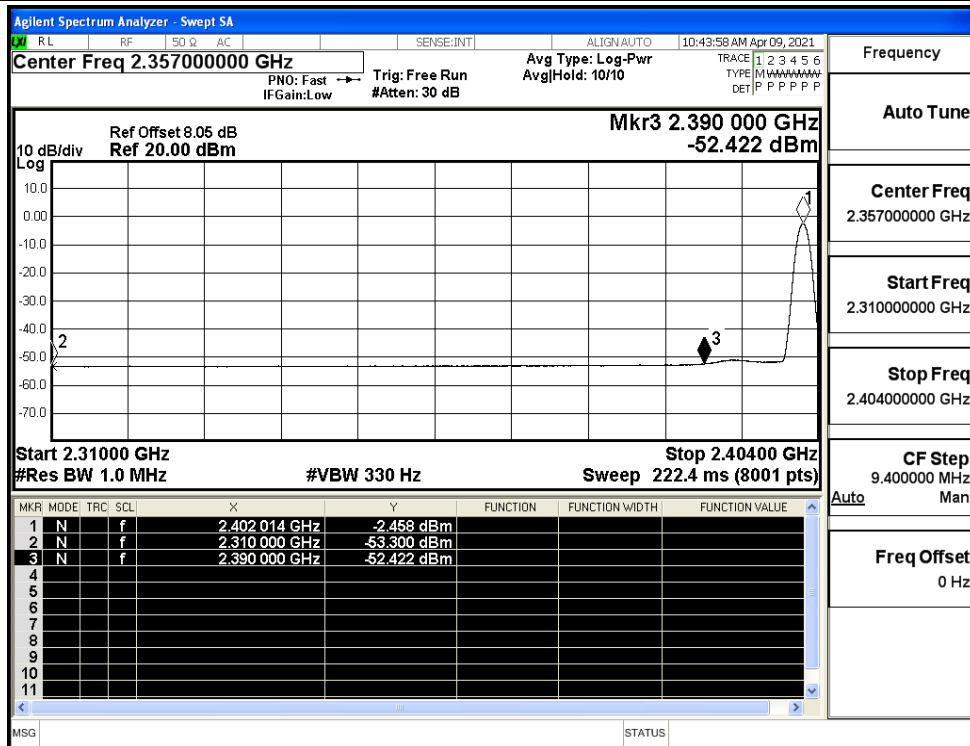 Agilent Spectrum Analyzer - Swept SA
LXI RL RF 50 Ω AC SENSE:INT ALIGN AUTO 10:43:58 AM Apr 09, 2021
Center Freq 2.357000000 GHz
PNO: Fast
IFGain:Low
Trig: Free Run
#Atten: 30 dB
Avg Type: Log-Pwr
Avg|Hold: 10/10
TRACE 1 2 3 4 5 6
TYPE M WWWWW
DET P P P P P P
Ref Offset 8.05 dB
10 dB/div Ref 20.00 dBm
Log
Mkr3 2.390 000 GHz
-52.422 dBm
10.0
0.00
-10.0
-20.0
-30.0
-40.0
-50.0
-60.0
-70.0
1
2
3
Start 2.31000 GHz Stop 2.40400 GHz
#Res BW 1.0 MHz #VBW 330 Hz Sweep 222.4 ms (8001 pts)
MKR MODE TRC SCL X Y FUNCTION FUNCTION WIDTH FUNCTION VALUE
1 N f 2.402 014 GHz -2.458 dBm
2 N f 2.310 000 GHz -53.300 dBm
3 N f 2.390 000 GHz -52.422 dBm
4
5
6
7
8
9
10
11
MSG STATUS
Frequency
Auto Tune
Center Freq
2.357000000 GHz
Start Freq
2.310000000 GHz
Stop Freq
2.404000000 GHz
CF Step
9.400000 MHz
Auto Man
Freq Offset
0 Hz